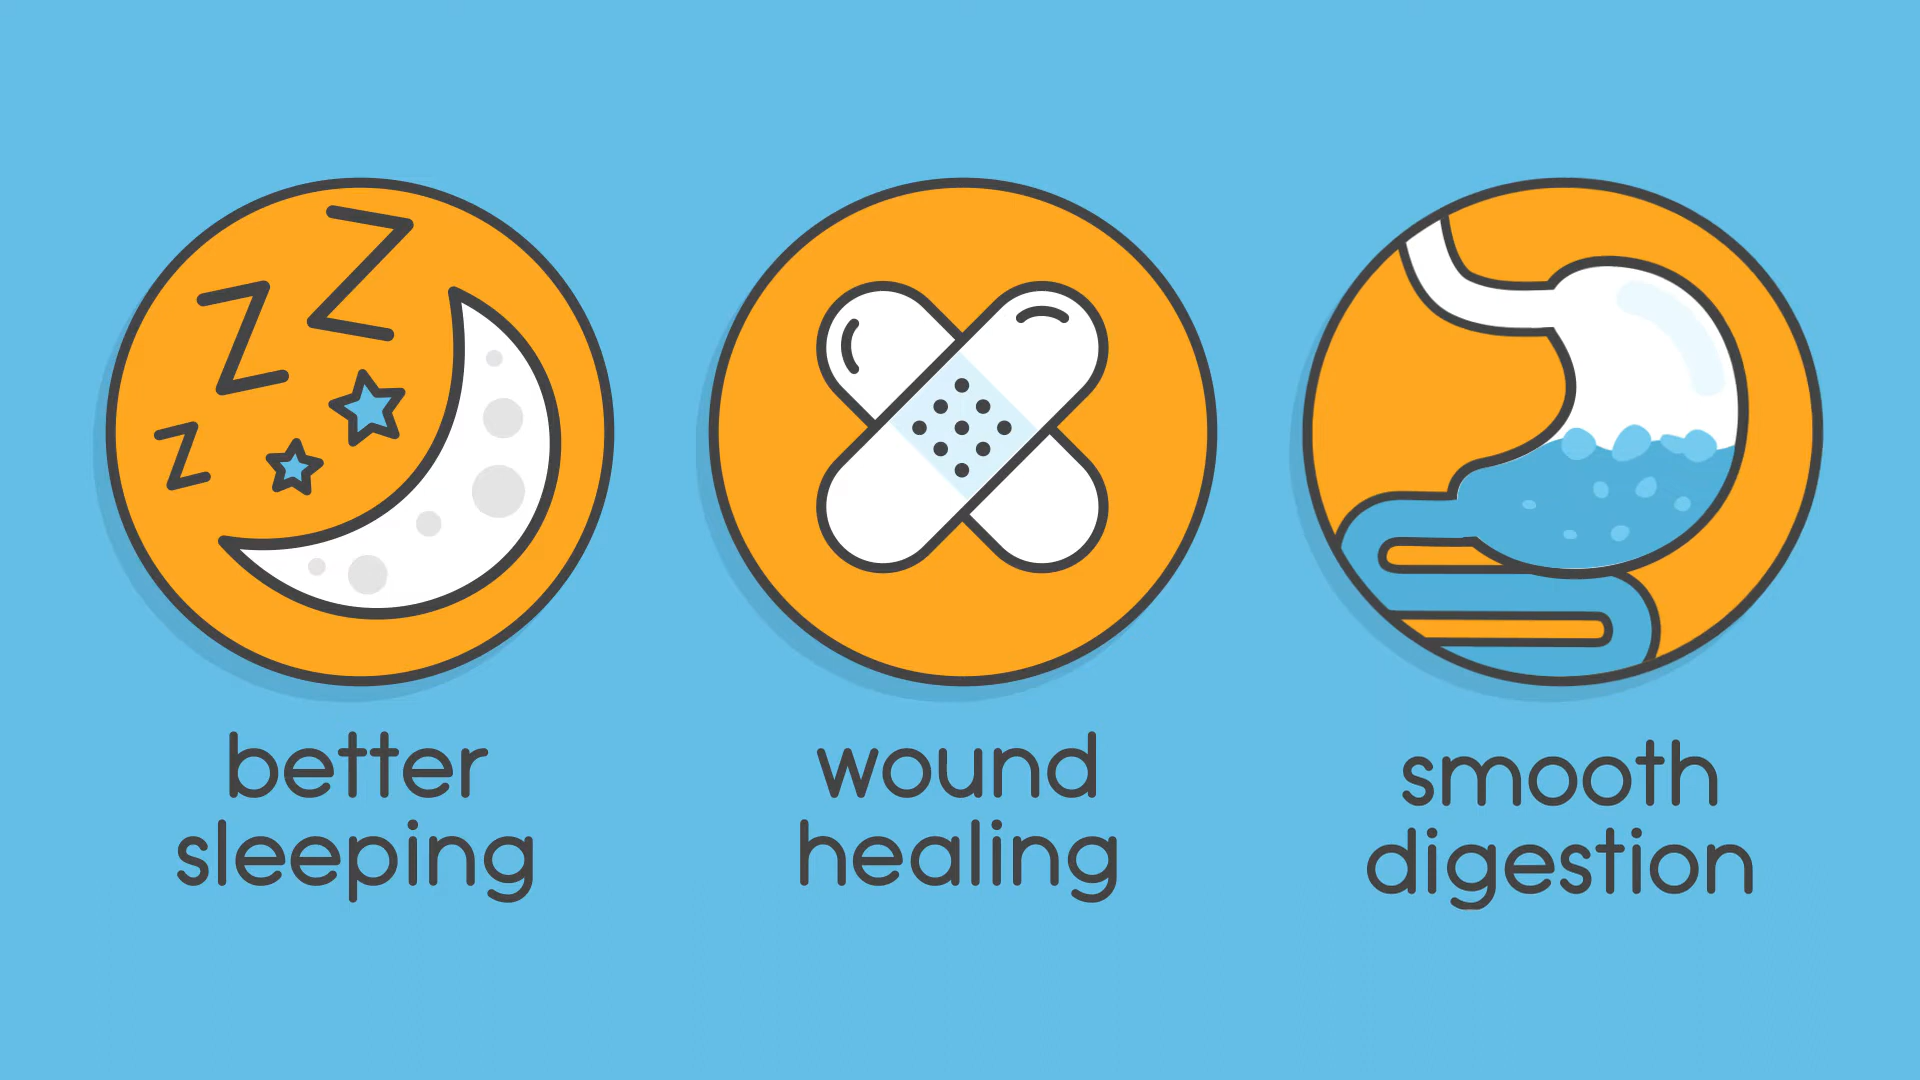 z z z
better
sleeping
wound
healing
smooth
digestion